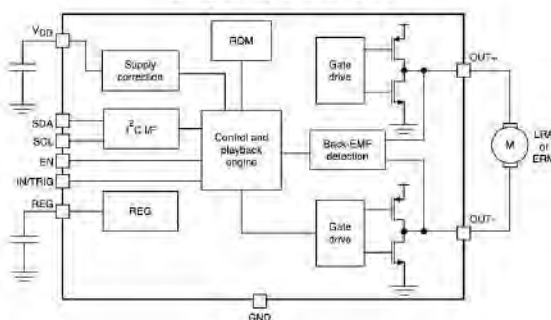 VDD
Supply correction
ROM
Gate drive
OUT+
SDA
SCL
I²C I/F
Control and playback engine
Back-EMF detection
M
LRA or ERM
EN
IN/TRIG
REG
REG
Gate drive
OUT-
GND